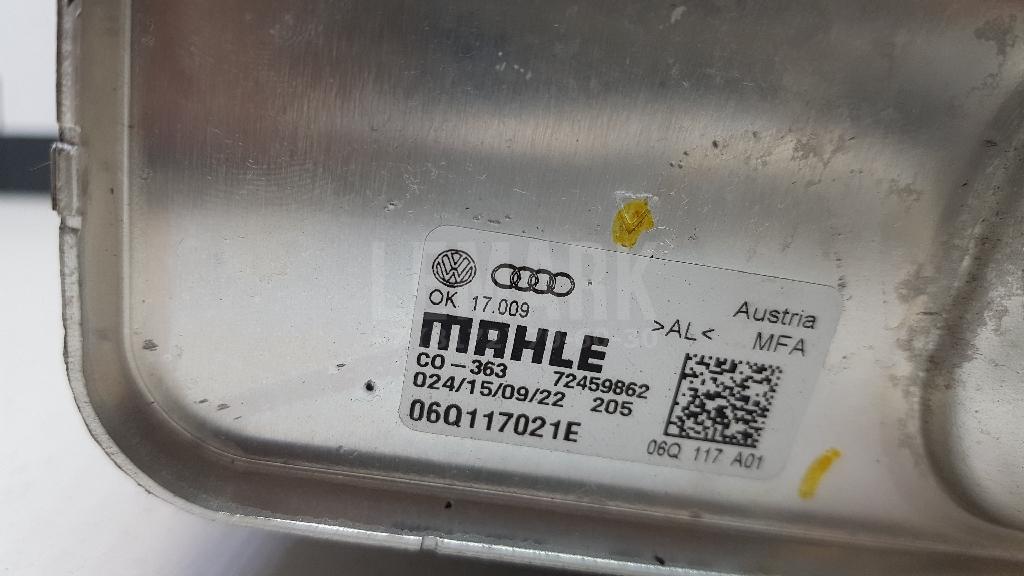 OK 17.009
Austria
>AL<
MFA
MAHLE
CO-363 72459862
024/15/09/22 205
06Q117021E
06Q 117 A01